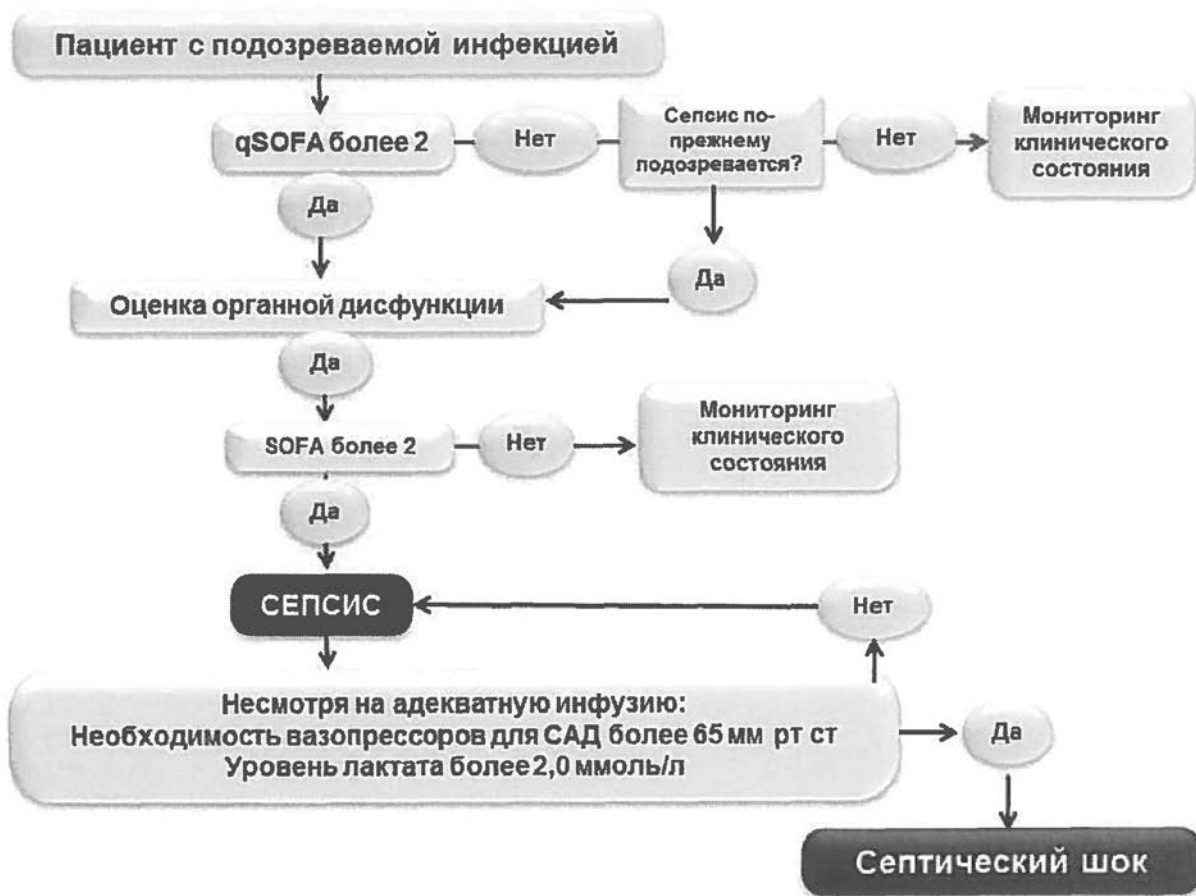 Пациент с подозреваемой инфекцией
qSOFA более 2
Нет
Сепсис по-
прежнему
подозревается?
Нет
Мониторинг
клинического
состояния
Да
Да
Оценка органной дисфункции
Да
SOFA более 2
Нет
Мониторинг
клинического
состояния
Да
СЕПСИС
Нет
Несмотря на адекватную инфузию:
Необходимость вазопрессоров для САД более 65 мм рт ст
Уровень лактата более 2,0 ммоль/л
Да
Септический шок